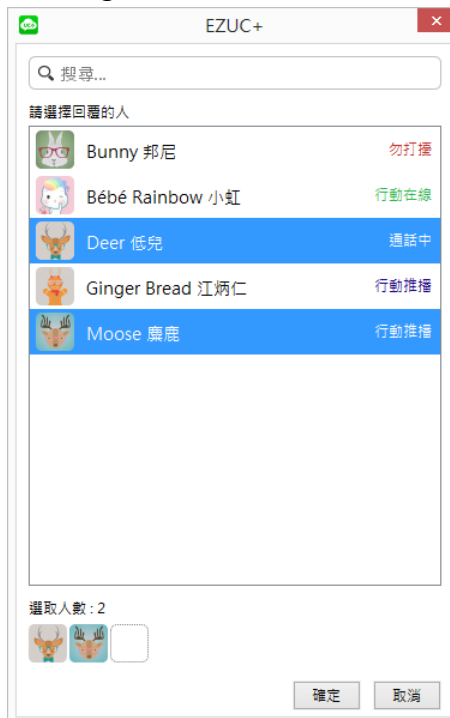 EZUC+
搜尋...
請選擇回覆的人
Bunny 邦尼 勿打擾
Bébé Rainbow 小虹 行動在線
Deer 低兒 通話中
Ginger Bread 江炳仁 行動推播
Moose 麋鹿 行動推播
選取人數 : 2
確定 取消